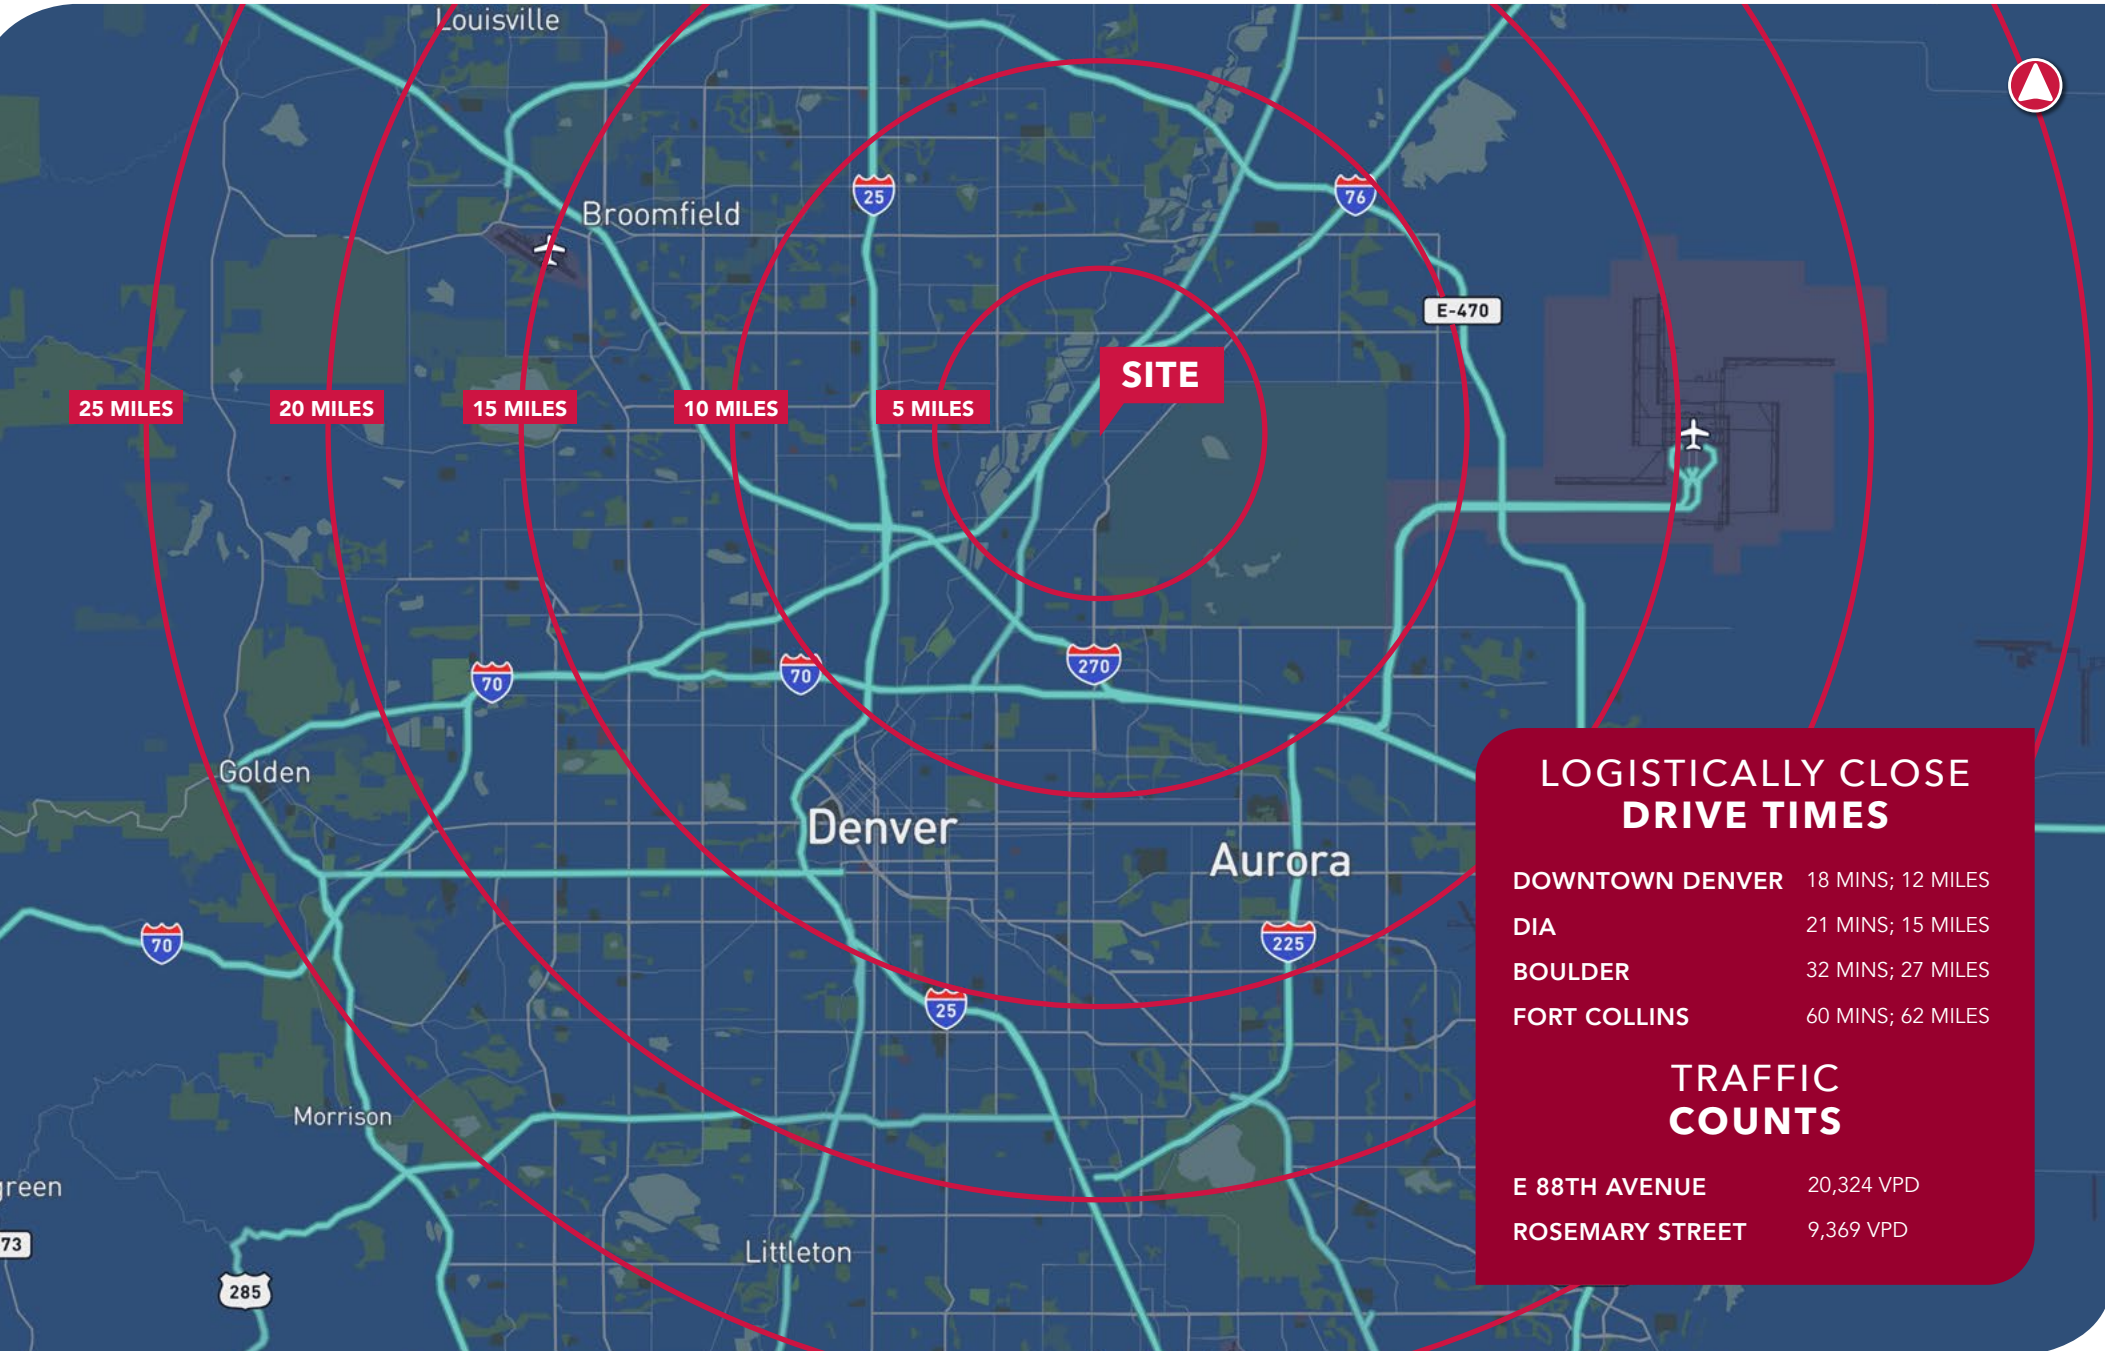 Louisville
25
76
Broomfield
E-470
SITE
25 MILES
20 MILES
15 MILES
10 MILES
5 MILES
70
70
270
Golden
Denver
Aurora
70
225
25
Morrison
green
73
285
Littleton
LOGISTICALLY CLOSE
DRIVE TIMES
DOWNTOWN DENVER 18 MINS; 12 MILES
DIA 21 MINS; 15 MILES
BOULDER 32 MINS; 27 MILES
FORT COLLINS 60 MINS; 62 MILES
TRAFFIC
COUNTS
E 88TH AVENUE 20,324 VPD
ROSEMARY STREET 9,369 VPD